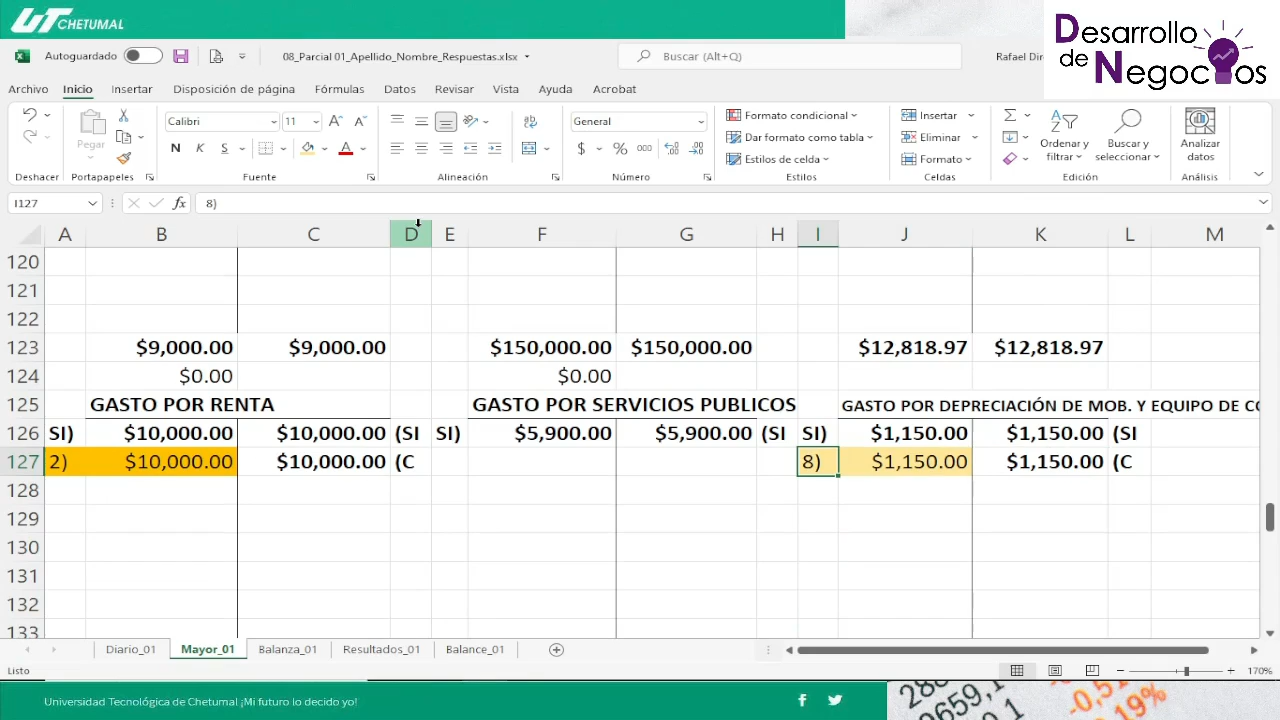 UT CHETUMAL
Desarrollo
de Negocios
Autoguardado
08_Parcial 01_Apellido_Nombre_Respuestas.xlsx
Buscar (Alt+Q)
Rafael
Archivo Inicio Insertar Disposición de página Fórmulas Datos Revisar Vista Ayuda Acrobat
Pegar
Calibri 11
N K S
General
$ % 000
Formato condicional
Dar formato como tabla
Estilos de celda
Insertar
Eliminar
Formato
Ordenar y filtrar
Buscar y seleccionar
Analizar datos
Deshacer Portapapeles Fuente Alineación Número Estilos Celdas Edición Análisis
I127 fx 8)
A B C D E F G H I J K L M
120
121
122
123 $9,000.00 $9,000.00 $150,000.00 $150,000.00 $12,818.97 $12,818.97
124 $0.00 $0.00
125 GASTO POR RENTA GASTO POR SERVICIOS PUBLICOS GASTO POR DEPRECIACIÓN DE MOB. Y EQUIPO DE
126 SI) $10,000.00 $10,000.00 (SI SI) $5,900.00 $5,900.00 (SI SI) $1,150.00 $1,150.00 (SI
127 2) $10,000.00 $10,000.00 (C 8) $1,150.00 $1,150.00 (C
128
129
130
131
132
133
Diario_01 Mayor_01 Balanza_01 Resultados_01 Balance_01
Listo
170%
Universidad Tecnológica de Chetumal ¡Mi futuro lo decido yo!